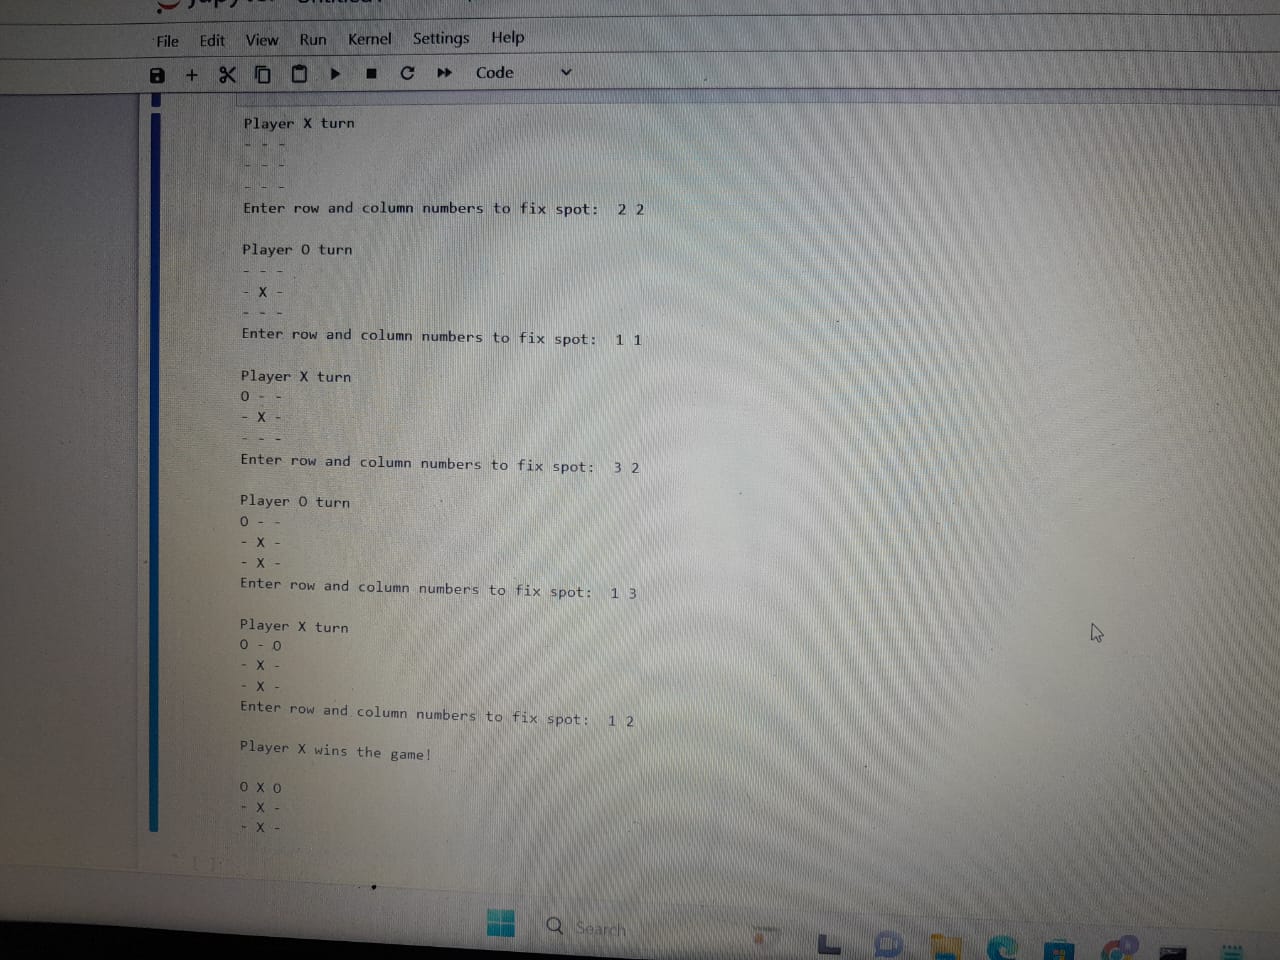 File Edit View Run Kernel Settings Help
Code
Player X turn
- - -
- - -
- - -
Enter row and column numbers to fix spot: 2 2
Player O turn
- - -
- X -
- - -
Enter row and column numbers to fix spot: 1 1
Player X turn
O - -
- X -
- - -
Enter row and column numbers to fix spot: 3 2
Player O turn
O - -
- X -
- X -
Enter row and column numbers to fix spot: 1 3
Player X turn
O - O
- X -
- X -
Enter row and column numbers to fix spot: 1 2
Player X wins the game!
O X O
- X -
- X -
Search